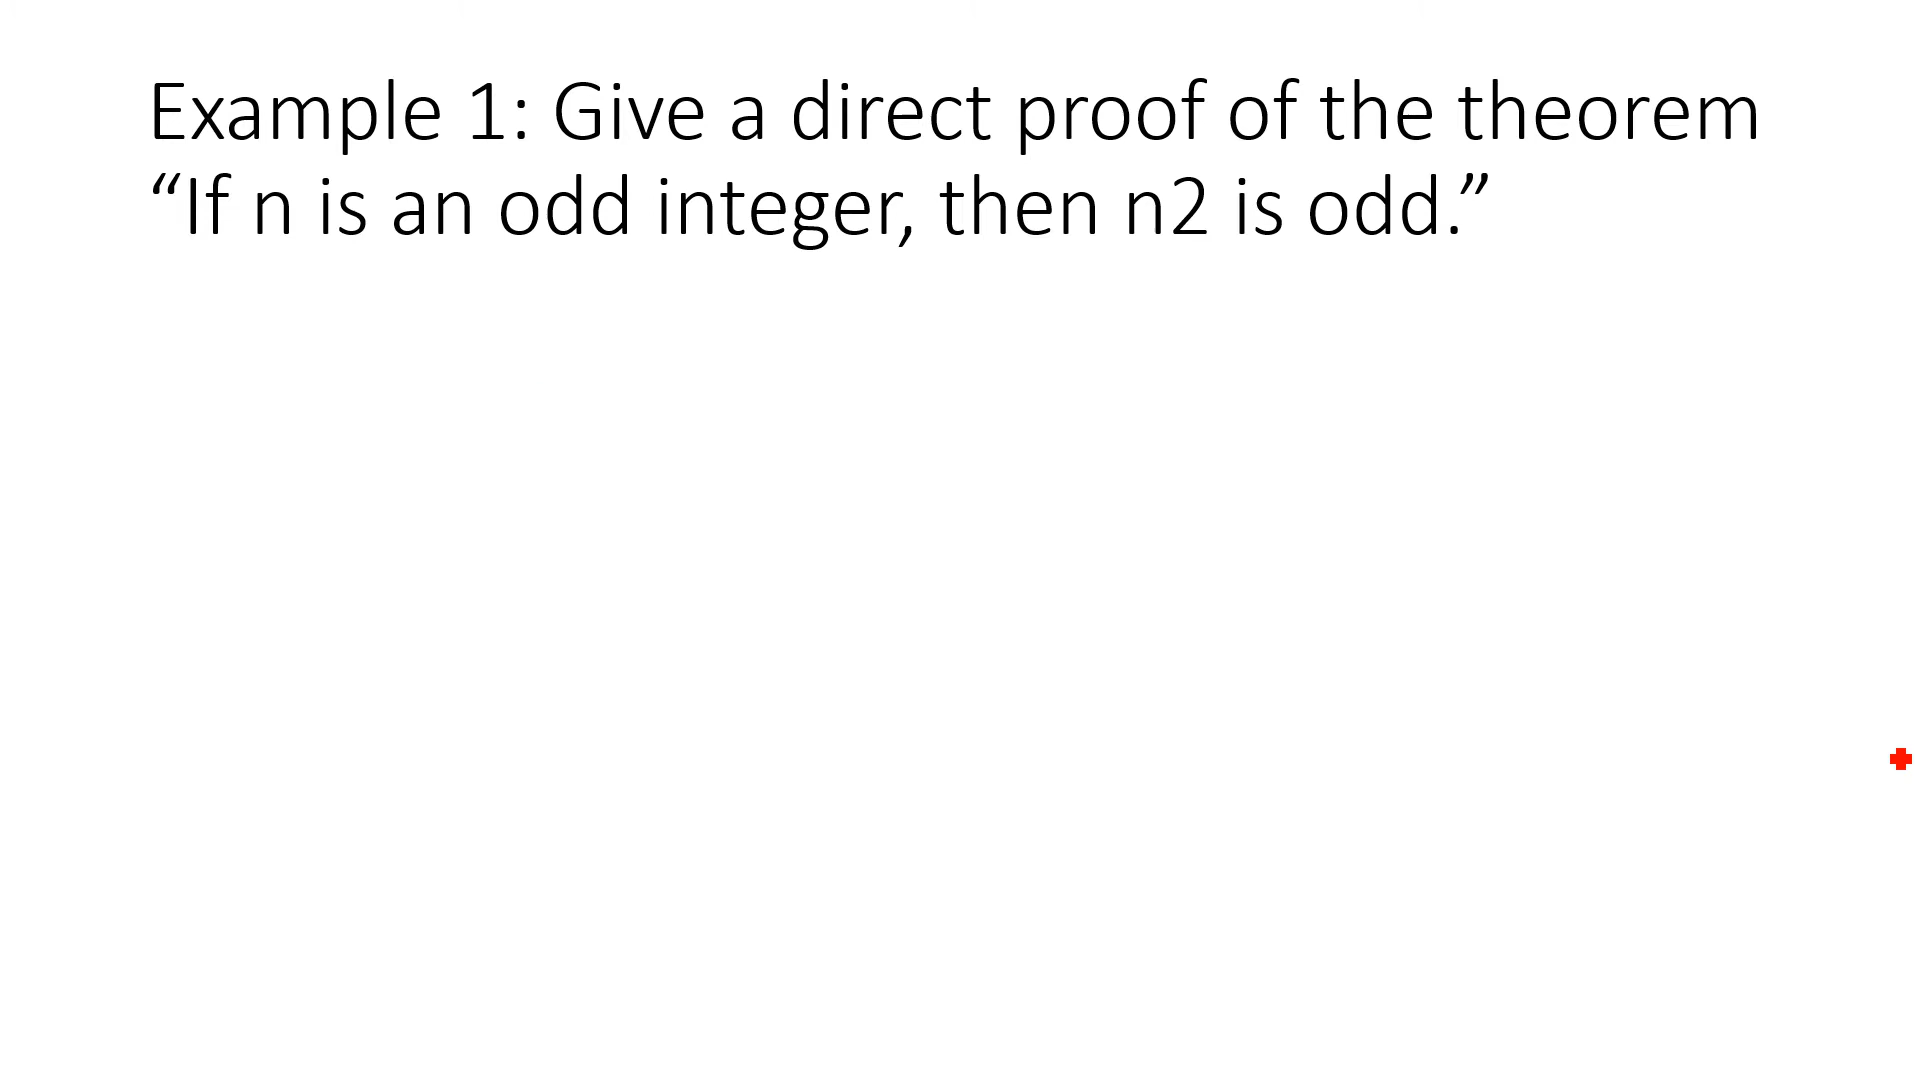 Example 1: Give a direct proof of the theorem
“If n is an odd integer, then n2 is odd.”